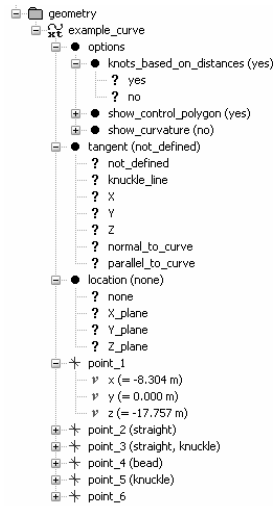 geometry
example_curve
options
knots_based_on_distances (yes)
? yes
? no
show_control_polygon (yes)
show_curvature (no)
tangent (not_defined)
? not_defined
? knuckle_line
? X
? Y
? Z
? normal_to_curve
? parallel_to_curve
location (none)
? none
? X_plane
? Y_plane
? Z_plane
point_1
v x (= -8.304 m)
v y (= 0.000 m)
v z (= -17.757 m)
point_2 (straight)
point_3 (straight, knuckle)
point_4 (bead)
point_5 (knuckle)
point_6